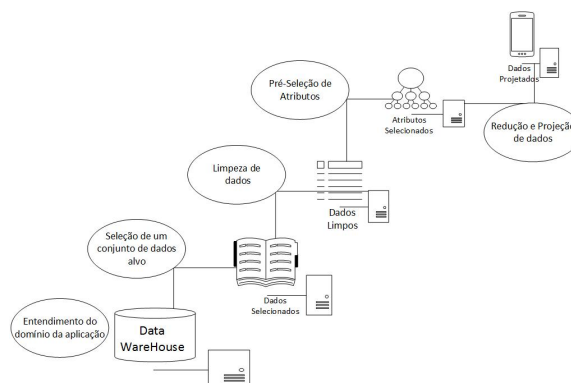 Dados
Projetados
Pré-Seleção de
Atributos
Atributos
Selecionados
Redução e Projeção
de dados
Limpeza de
dados
Dados
Limpos
Seleção de um
conjunto de dados
alvo
Dados
Selecionados
Entendimento do
domínio da aplicação
Data
WareHouse